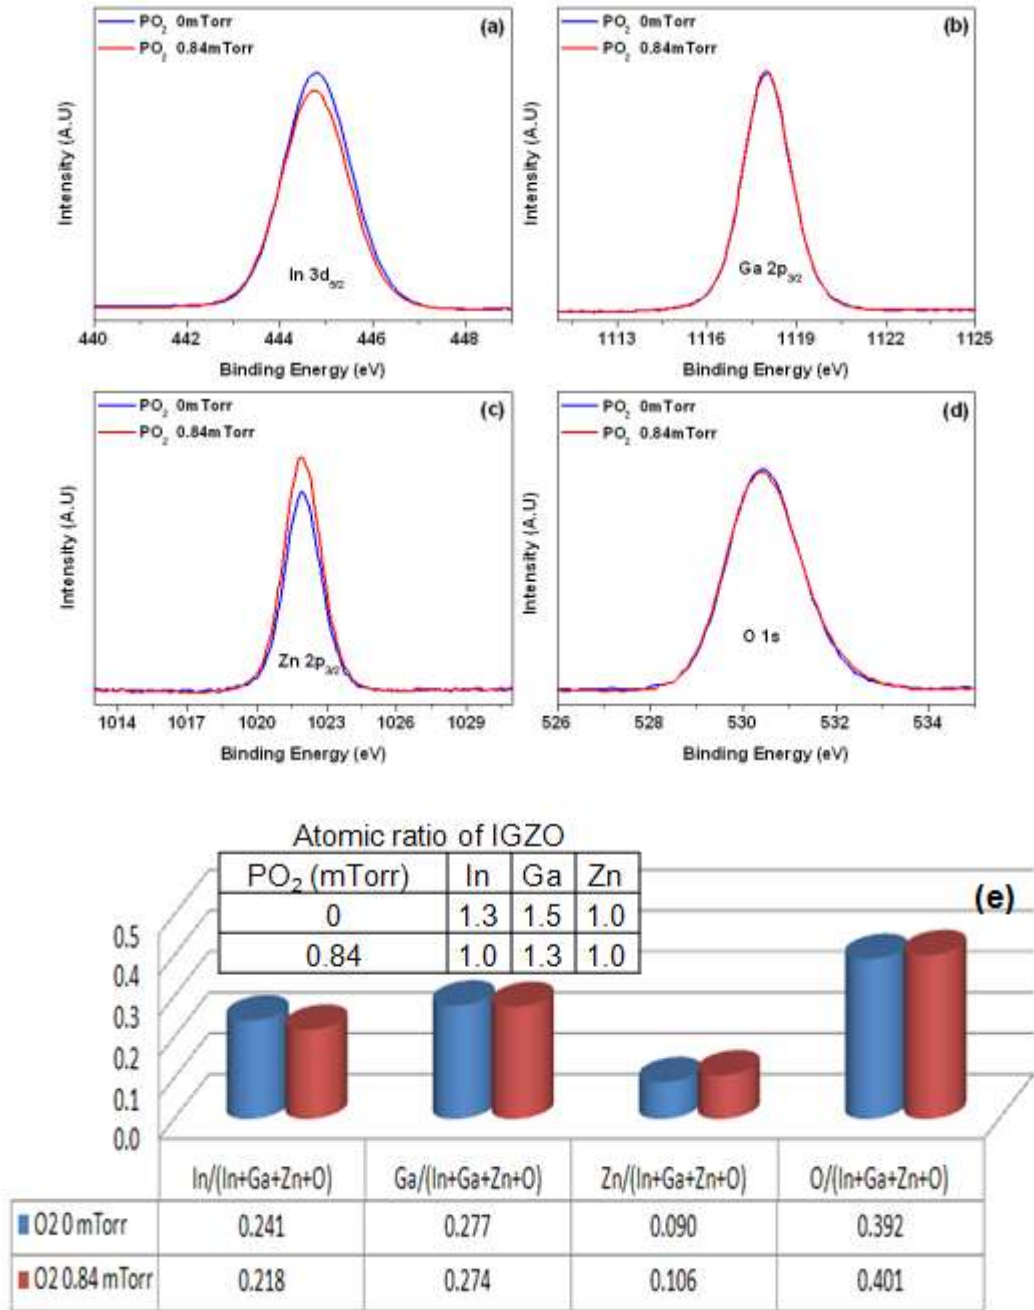 PO2 0mTorr
PO2 0.84mTorr
(a)
Intensity (A.U)
In 3d5/2
440 442 444 446 448
Binding Energy (eV)
PO2 0mTorr
PO2 0.84mTorr
(b)
Intensity (A.U)
Ga 2p3/2
1113 1116 1119 1122 1125
Binding Energy (eV)
PO2 0mTorr
PO2 0.84mTorr
(c)
Intensity (A.U)
Zn 2p3/2
1014 1017 1020 1023 1026 1029
Binding Energy (eV)
PO2 0mTorr
PO2 0.84mTorr
(d)
Intensity (A.U)
O 1s
526 528 530 532 534
Binding Energy (eV)
Atomic ratio of IGZO
PO2 (mTorr) In Ga Zn
0 1.3 1.5 1.0
0.84 1.0 1.3 1.0
(e)
0.5
0.4
0.3
0.2
0.1
0.0
In/(In+Ga+Zn+O) Ga/(In+Ga+Zn+O) Zn/(In+Ga+Zn+O) O/(In+Ga+Zn+O)
O2 0 mTorr 0.241 0.277 0.090 0.392
O2 0.84 mTorr 0.218 0.274 0.106 0.401